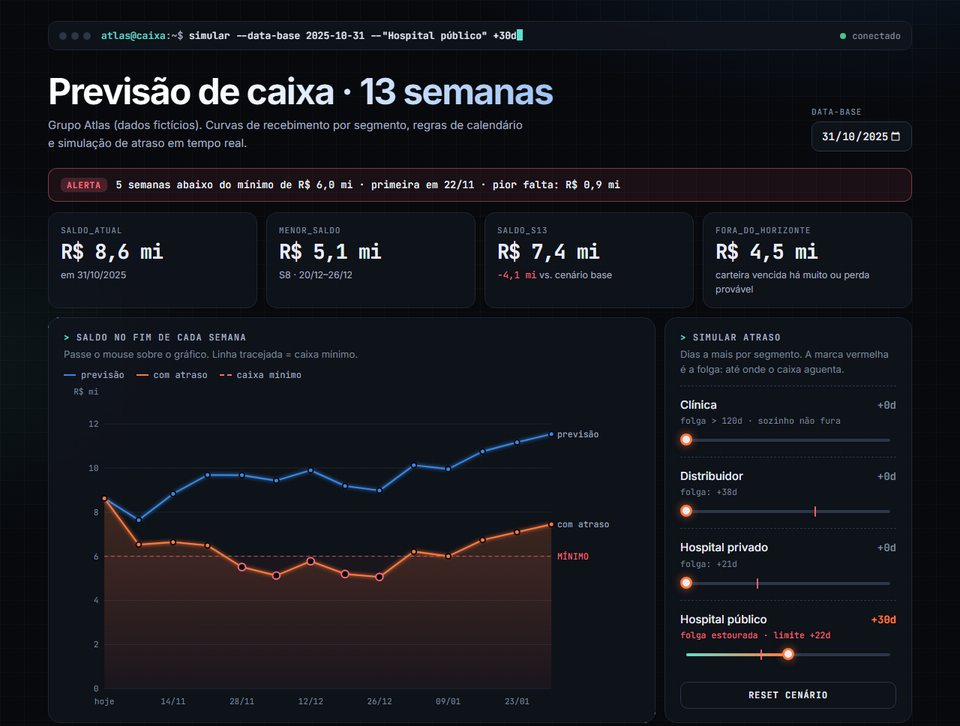 atlas@caixa:~$ simular --data-base 2025-10-31 --"Hospital público" +30d
conectado
Previsão de caixa · 13 semanas
Grupo Atlas (dados fictícios). Curvas de recebimento por segmento, regras de calendário
e simulação de atraso em tempo real.
DATA-BASE
31/10/2025
ALERTA 5 semanas abaixo do mínimo de R$ 6,0 mi · primeira em 22/11 · pior falta: R$ 0,9 mi
SALDO_ATUAL
R$ 8,6 mi
em 31/10/2025
MENOR_SALDO
R$ 5,1 mi
S8 · 20/12–26/12
SALDO_S13
R$ 7,4 mi
-4,1 mi vs. cenário base
FORA_DO_HORIZONTE
R$ 4,5 mi
carteira vencida há muito ou perda
provável
> SALDO NO FIM DE CADA SEMANA
Passe o mouse sobre o gráfico. Linha tracejada = caixa mínimo.
previsão com atraso caixa mínimo
R$ mi
12
10
8
6
4
2
0
previsão
com atraso
MÍNIMO
hoje 14/11 28/11 12/12 26/12 09/01 23/01
> SIMULAR ATRASO
Dias a mais por segmento. A marca vermelha
é a folga: até onde o caixa aguenta.
Clínica +0d
folga > 120d · sozinho não fura
Distribuidor +0d
folga: +38d
Hospital privado +0d
folga: +21d
Hospital público +30d
folga estourada · limite +22d
RESET CENÁRIO